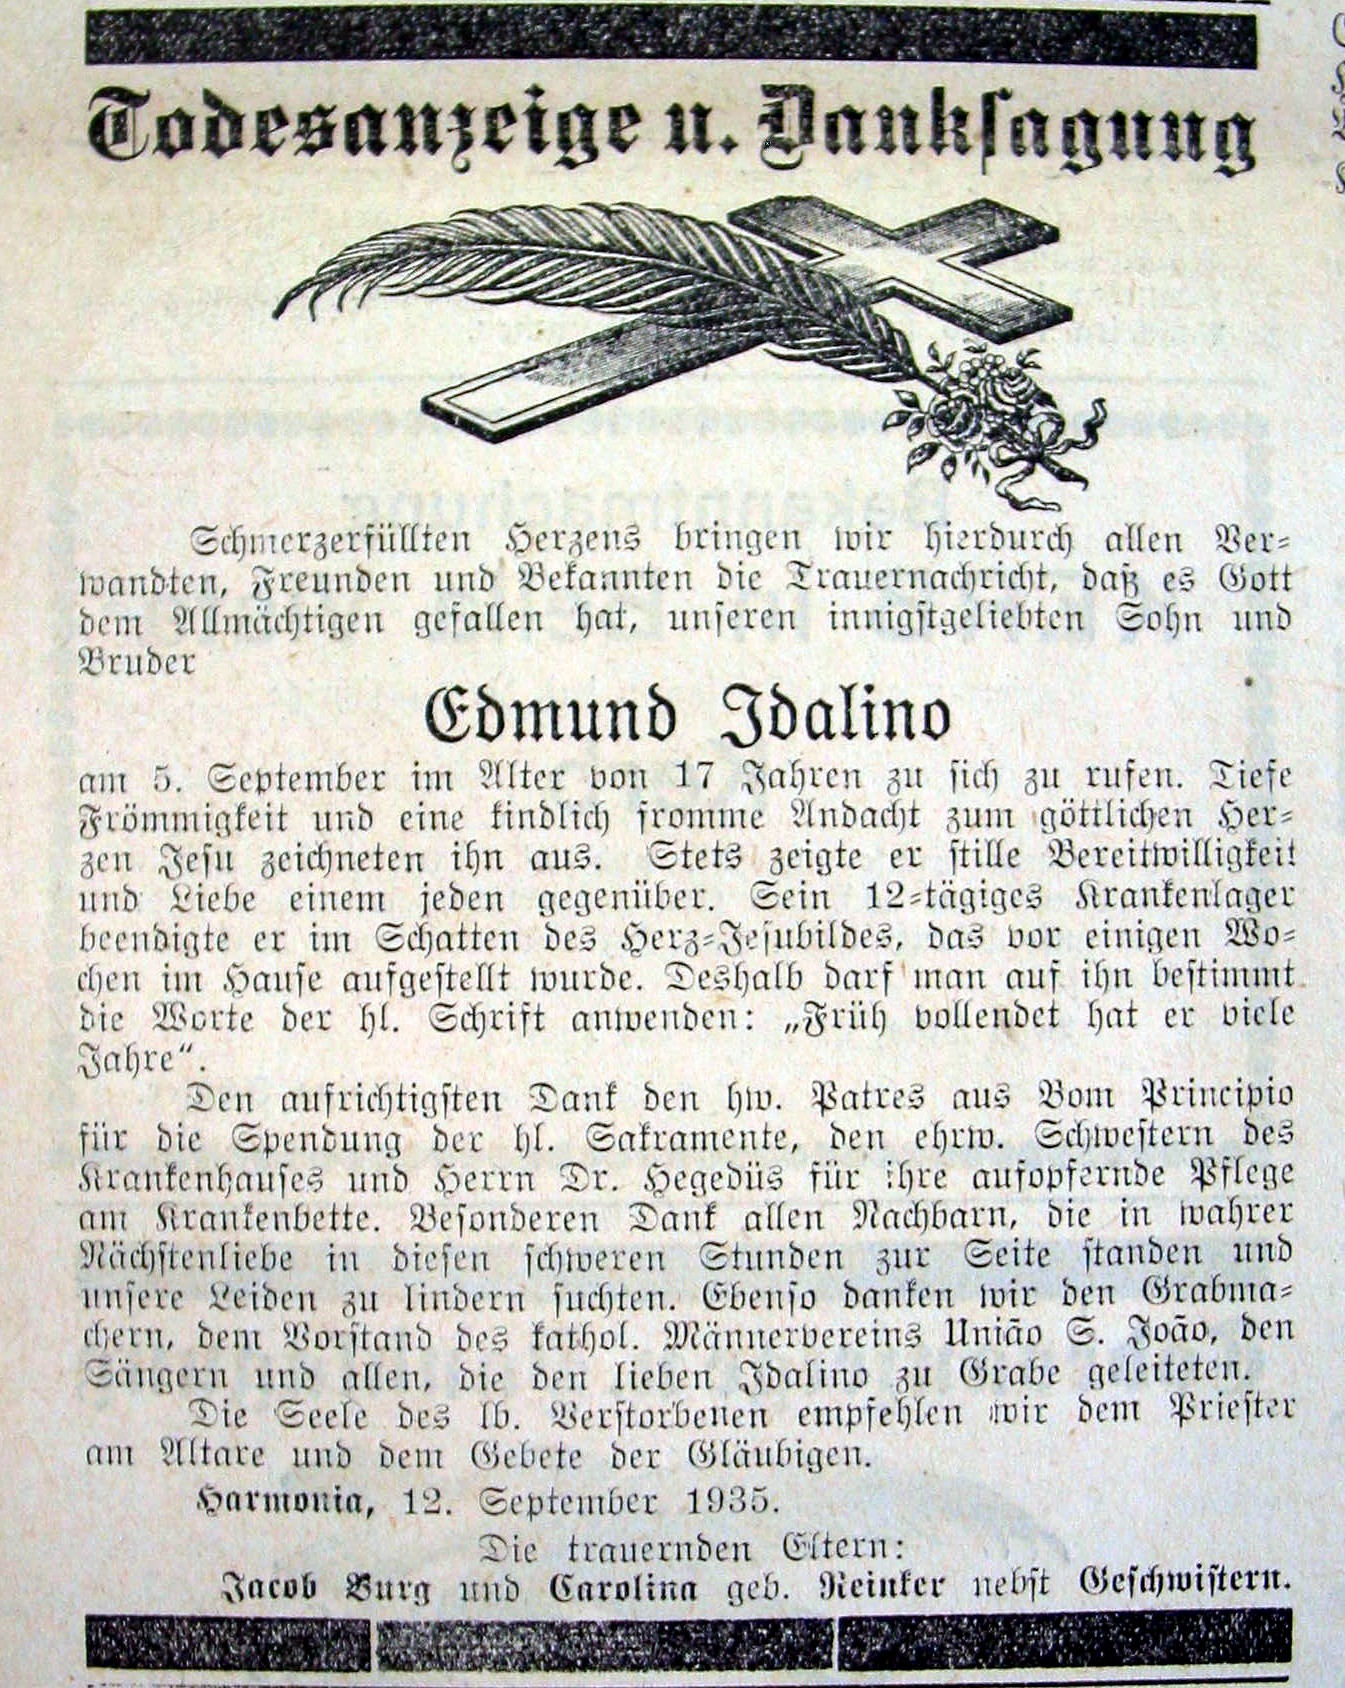 Todesanzeige u. Danksagung
Schmerzerfüllten Herzens bringen wir hierdurch allen Ver-
wandten, Freunden und Bekannten die Trauernachricht, daß es Gott
dem Allmächtigen gefallen hat, unseren innigstgeliebten Sohn und
Bruder
Edmund Idalino
am 5. September im Alter von 17 Jahren zu sich zu rufen. Tiefe
Frömmigkeit und eine kindlich fromme Andacht zum göttlichen Her-
zen Jesu zeichneten ihn aus. Stets zeigte er stille Bereitwilligkeit
und Liebe einem jeden gegenüber. Sein 12-tägiges Krankenlager
beendigte er im Schatten des Herz-Jesubildes, das vor einigen Wo-
chen im Hause aufgestellt wurde. Deshalb darf man auf ihn bestimmt
die Worte der hl. Schrift anwenden: „Früh vollendet hat er viele
Jahre“.
Den aufrichtigsten Dank den hw. Patres aus Bom Principio
für die Spendung der hl. Sakramente, den ehrw. Schwestern des
Krankenhauses und Herrn Dr. Hegedüs für ihre aufopfernde Pflege
am Krankenbette. Besonderen Dank allen Nachbarn, die in wahrer
Nächstenliebe in diesen schweren Stunden zur Seite standen und
unsere Leiden zu lindern suchten. Ebenso danken wir den Grabma-
chern, dem Vorstand des kathol. Männervereins União S. João, den
Sängern und allen, die den lieben Idalino zu Grabe geleiteten.
Die Seele des lb. Verstorbenen empfehlen wir dem Priester
am Altare und dem Gebete der Gläubigen.
Harmonia, 12. September 1935.
Die trauernden Eltern:
Jacob Burg und Carolina geb. Reinker nebst Geschwistern.